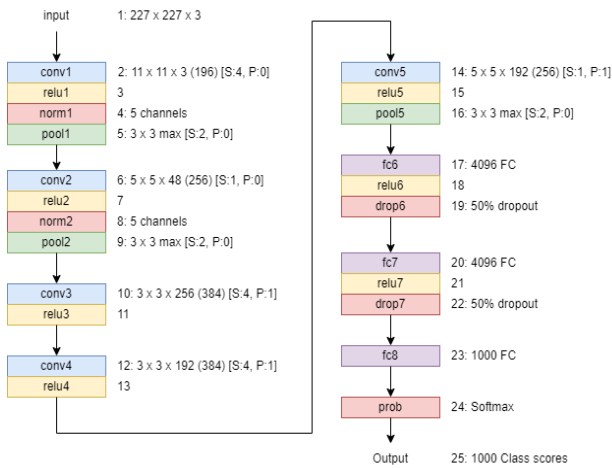 input 1: 227 x 227 x 3
conv1 2: 11 x 11 x 3 (196) [S:4, P:0]
relu1 3
norm1 4: 5 channels
pool1 5: 3 x 3 max [S:2, P:0]
conv2 6: 5 x 5 x 48 (256) [S:1, P:0]
relu2 7
norm2 8: 5 channels
pool2 9: 3 x 3 max [S:2, P:0]
conv3 10: 3 x 3 x 256 (384) [S:4, P:1]
relu3 11
conv4 12: 3 x 3 x 192 (384) [S:4, P:1]
relu4 13
conv5 14: 5 x 5 x 192 (256) [S:1, P:1]
relu5 15
pool5 16: 3 x 3 max [S:2, P:0]
fc6 17: 4096 FC
relu6 18
drop6 19: 50% dropout
fc7 20: 4096 FC
relu7 21
drop7 22: 50% dropout
fc8 23: 1000 FC
prob 24: Softmax
Output 25: 1000 Class scores